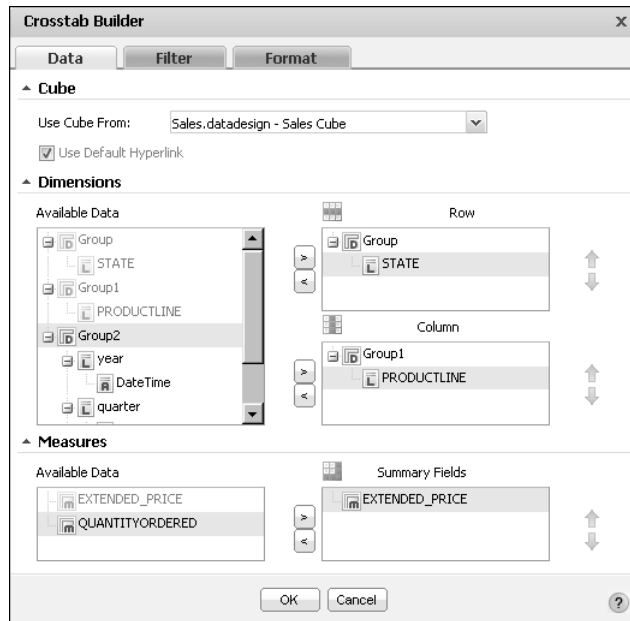 Crosstab Builder x
Data Filter Format
Cube
Use Cube From: Sales.datadesign - Sales Cube
Use Default Hyperlink
Dimensions
Available Data
Group
STATE
Group1
PRODUCTLINE
Group2
year
DateTime
quarter
Row
Group
STATE
Column
Group1
PRODUCTLINE
Measures
Available Data
EXTENDED_PRICE
QUANTITYORDERED
Summary Fields
EXTENDED_PRICE
OK Cancel ?